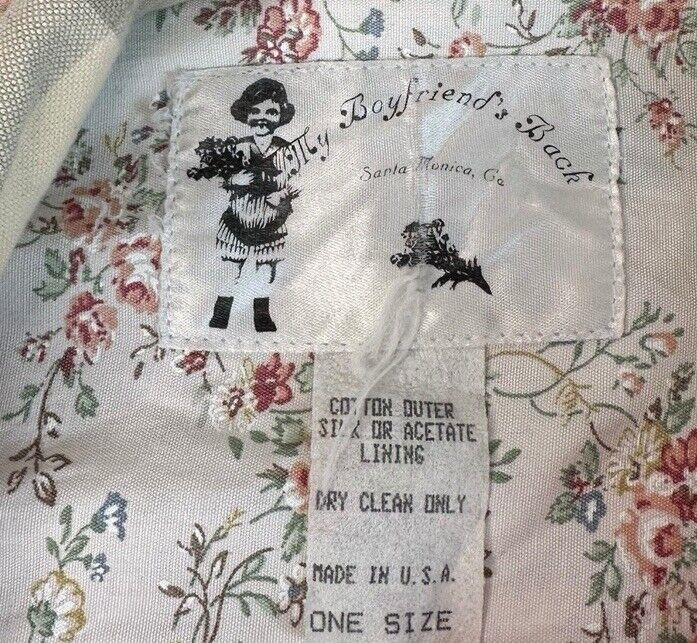 My Boyfriend's Back
Santa Monica, Ca
COTTON OUTER
SILK OR ACETATE
LINING
DRY CLEAN ONLY
MADE IN U.S.A.
ONE SIZE